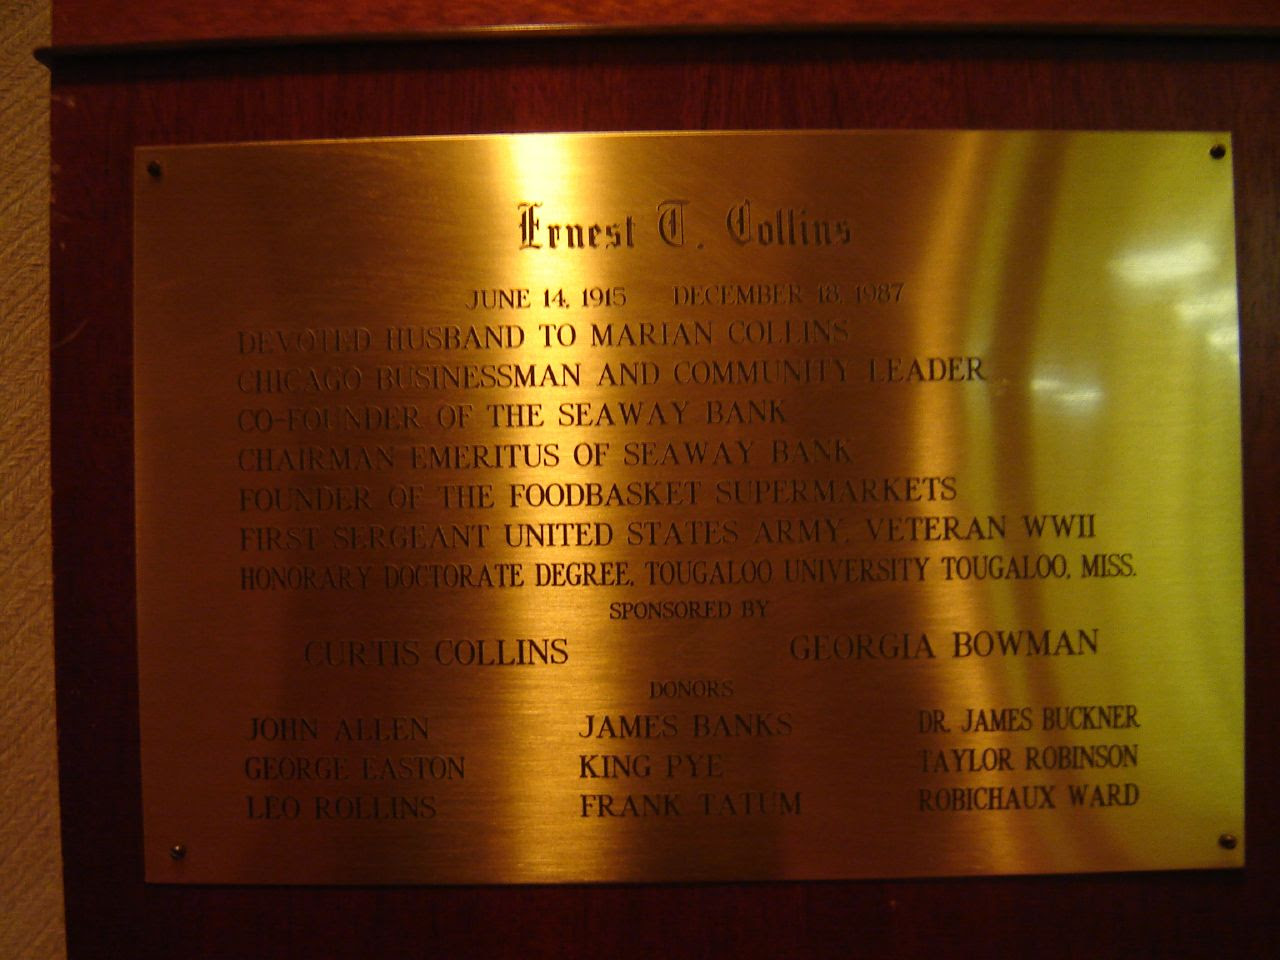 Ernest T. Collins
JUNE 14, 1915 DECEMBER 18, 1987
DEVOTED HUSBAND TO MARIAN COLLINS
CHICAGO BUSINESSMAN AND COMMUNITY LEADER
CO-FOUNDER OF THE SEAWAY BANK
CHAIRMAN EMERITUS OF SEAWAY BANK
FOUNDER OF THE FOODBASKET SUPERMARKETS
FIRST SERGEANT UNITED STATES ARMY, VETERAN WWII
HONORARY DOCTORATE DEGREE, TOUGALOO UNIVERSITY TOUGALOO, MISS.
SPONSORED BY
CURTIS COLLINS GEORGIA BOWMAN
DONORS
JOHN ALLEN JAMES BANKS DR. JAMES BUCKNER
GEORGE EASTON KING PYE TAYLOR ROBINSON
LEO ROLLINS FRANK TATUM ROBICHAUX WARD